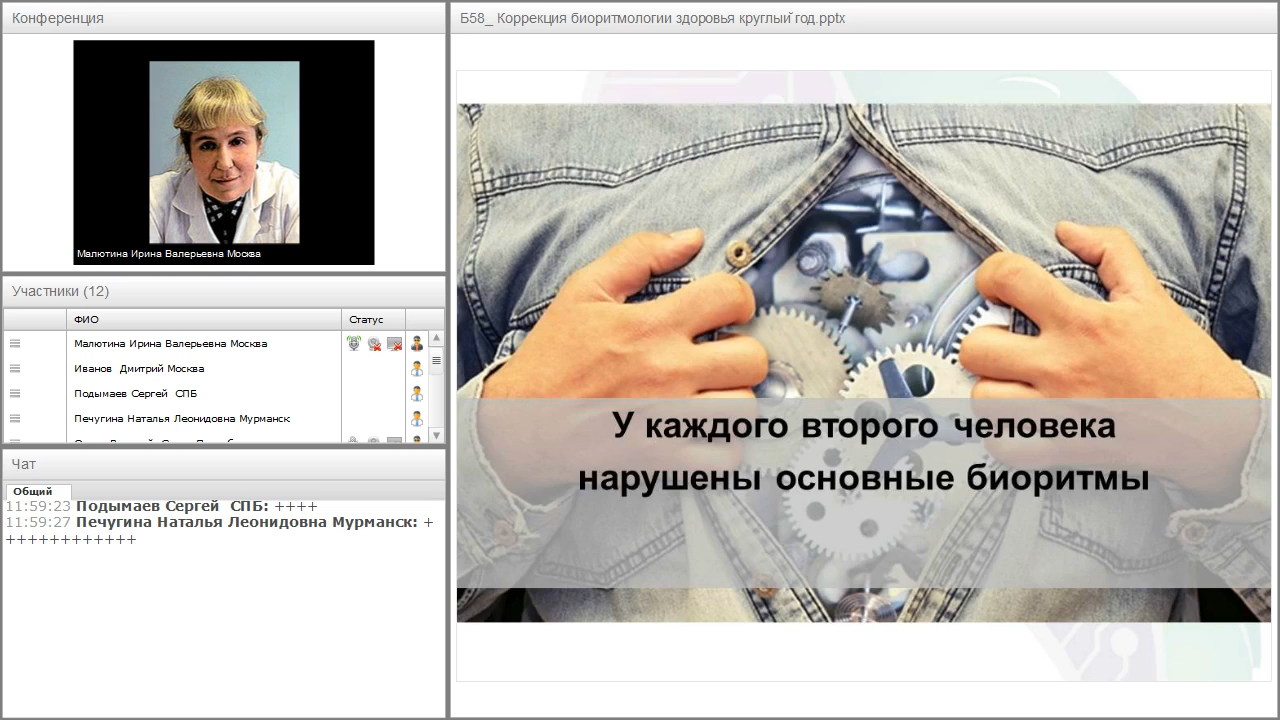 Конференция
Малютина Ирина Валерьевна Москва
Участники (12)
ФИО Статус
Малютина Ирина Валерьевна Москва
Иванов Дмитрий Москва
Подымаев Сергей СПБ
Печугина Наталья Леонидовна Мурманск
Чат
Общий
11:59:23 Подымаев Сергей СПБ: ++++
11:59:27 Печугина Наталья Леонидовна Мурманск: +
++++++++++++
Б58_ Коррекция биоритмологии здоровья круглый год.pptx
У каждого второго человека
нарушены основные биоритмы